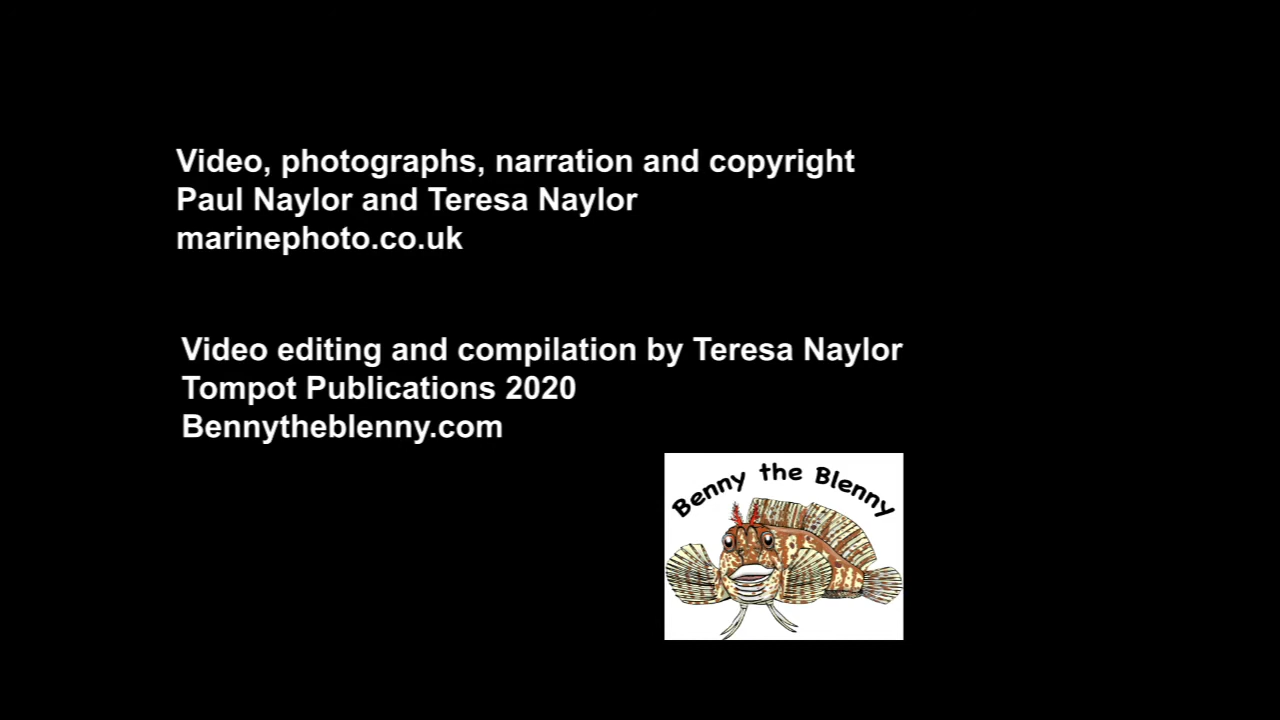 Video, photographs, narration and copyright
Paul Naylor and Teresa Naylor
marinephoto.co.uk
Video editing and compilation by Teresa Naylor
Tompot Publications 2020
Bennytheblenny.com
Benny the Blenny